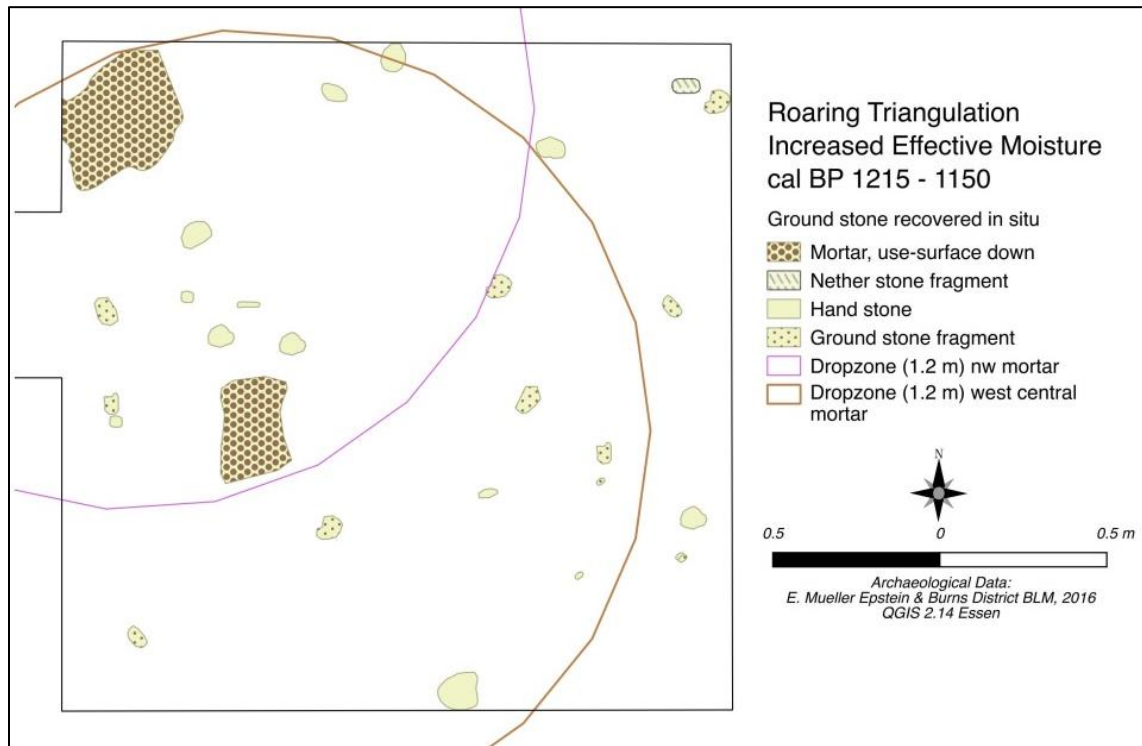 Roaring Triangulation
Increased Effective Moisture
cal BP 1215 - 1150
Ground stone recovered in situ
Mortar, use-surface down
Nether stone fragment
Hand stone
Ground stone fragment
Dropzone (1.2 m) nw mortar
Dropzone (1.2 m) west central
mortar
N
0.5 0 0.5 m
Archaeological Data:
E. Mueller Epstein & Burns District BLM, 2016
QGIS 2.14 Essen